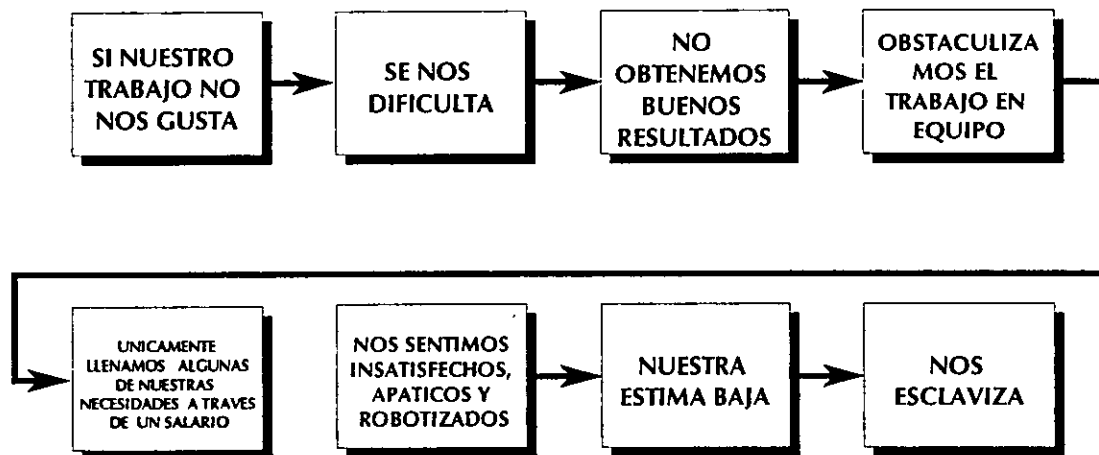 SI NUESTRO
TRABAJO NO
NOS GUSTA
SE NOS
DIFICULTA
NO
OBTENEMOS
BUENOS
RESULTADOS
OBSTACULIZA
MOS EL
TRABAJO EN
EQUIPO
UNICAMENTE
LLENAMOS ALGUNAS
DE NUESTRAS
NECESIDADES A TRAVES
DE UN SALARIO
NOS SENTIMOS
INSATISFECHOS,
APATICOS Y
ROBOTIZADOS
NUESTRA
ESTIMA BAJA
NOS
ESCLAVIZA